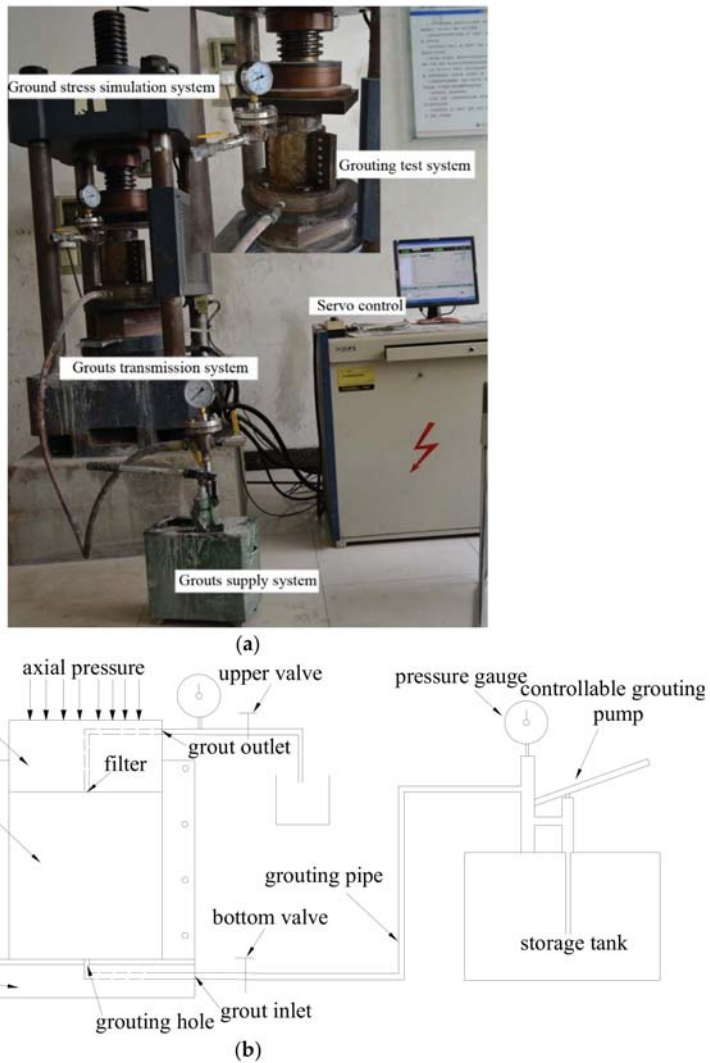 Ground stress simulation system
Grouting test system
Servo control
Grouts transmission system
Grouts supply system
(a)
axial pressure
upper valve
pressure gauge
controllable grouting
pump
grout outlet
filter
grouting pipe
bottom valve
storage tank
grouting hole
grout inlet
(b)